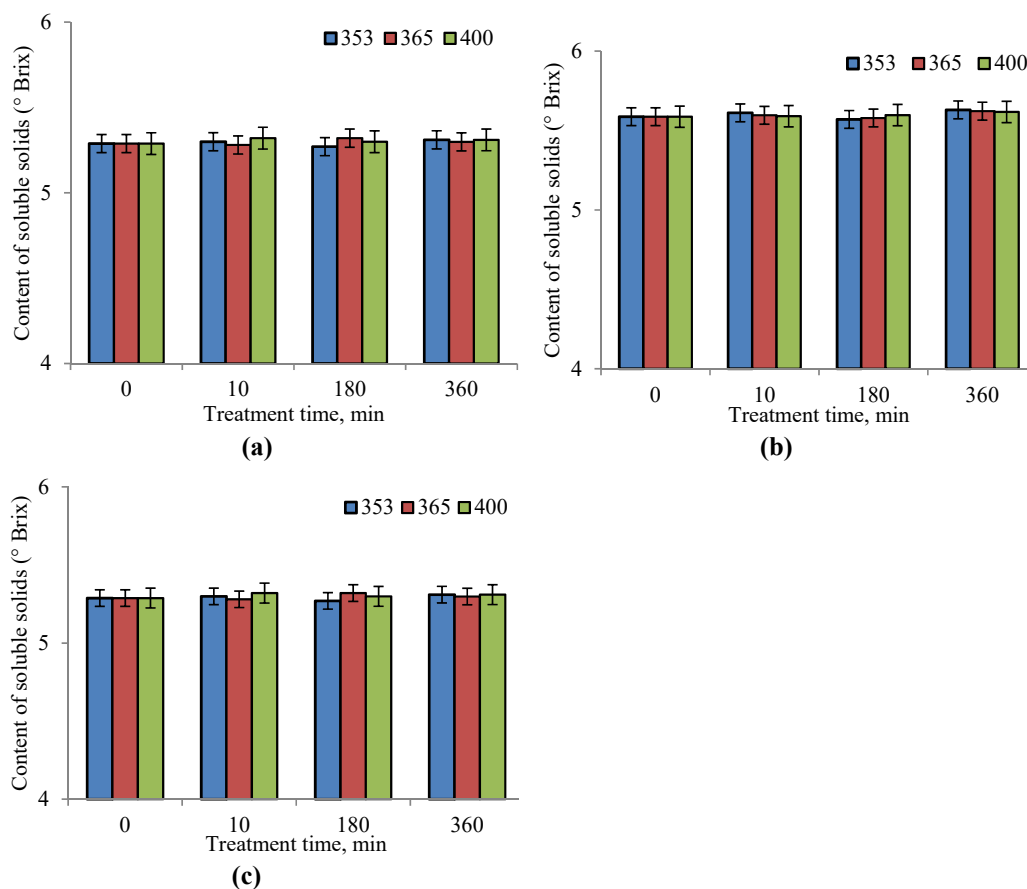 Content of soluble solids (° Brix)
6
5
4
353 365 400
0 10 180 360
Treatment time, min
(a)
Content of soluble solids (° Brix)
6
5
4
353 365 400
0 10 180 360
Treatment time, min
(b)
Content of soluble solids (° Brix)
6
5
4
353 365 400
0 10 180 360
Treatment time, min
(c)